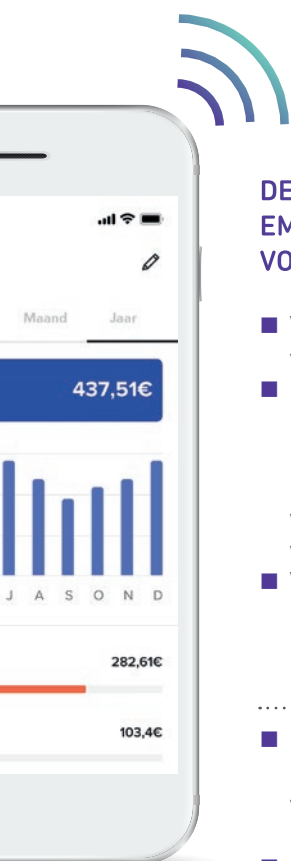 Maand Jaar
437,51€
J A S O N D
282,61€
103,4€
DE
EM
VO